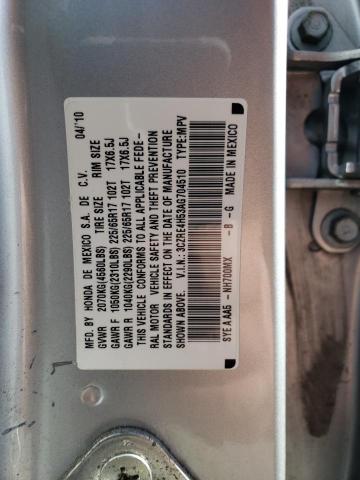 MFD. BY HONDA DE MEXICO S.A. DE C.V. 04/'10
GVWR 2070KG(4560LBS) TIRE SIZE RIM SIZE
GAWR F 1050KG(2310LBS) 225/65R17 102T 17X6.5J
GAWR R 1040KG(2290LBS) 225/65R17 102T 17X6.5J
THIS VEHICLE CONFORMS TO ALL APPLICABLE FEDE-
RAL MOTOR VEHICLE SAFETY AND THEFT PREVENTION
STANDARDS IN EFFECT ON THE DATE OF MANUFACTURE
SHOWN ABOVE. V.I.N.: 3CZRE4H53AG704510 TYPE:MPV
SYE AAA5 - NH700MX - B - G MADE IN MEXICO